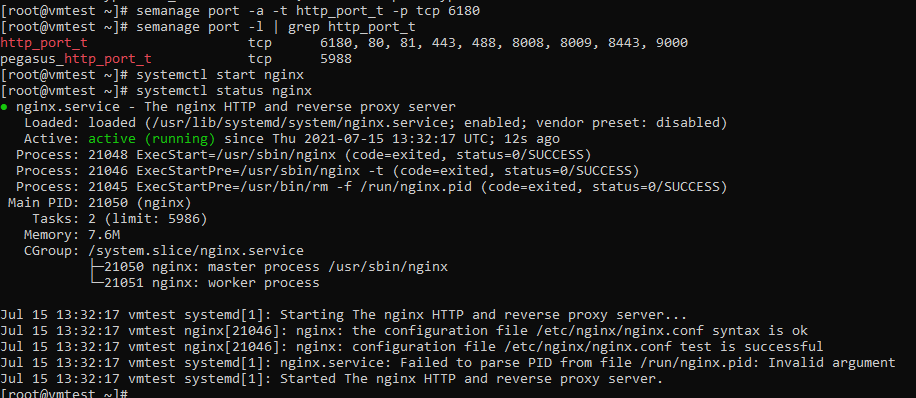 [root@vmtest ~]# semanage port -a -t http_port_t -p tcp 6180
[root@vmtest ~]# semanage port -l | grep http_port_t
http_port_t                    tcp      6180, 80, 81, 443, 488, 8008, 8009, 8443, 9000
pegasus_http_port_t            tcp      5988
[root@vmtest ~]# systemctl start nginx
[root@vmtest ~]# systemctl status nginx
● nginx.service - The nginx HTTP and reverse proxy server
   Loaded: loaded (/usr/lib/systemd/system/nginx.service; enabled; vendor preset: disabled)
   Active: active (running) since Thu 2021-07-15 13:32:17 UTC; 12s ago
  Process: 21048 ExecStart=/usr/sbin/nginx (code=exited, status=0/SUCCESS)
  Process: 21046 ExecStartPre=/usr/sbin/nginx -t (code=exited, status=0/SUCCESS)
  Process: 21045 ExecStartPre=/usr/bin/rm -f /run/nginx.pid (code=exited, status=0/SUCCESS)
 Main PID: 21050 (nginx)
    Tasks: 2 (limit: 5986)
   Memory: 7.6M
   CGroup: /system.slice/nginx.service
           ├─21050 nginx: master process /usr/sbin/nginx
           └─21051 nginx: worker process
Jul 15 13:32:17 vmtest systemd[1]: Starting The nginx HTTP and reverse proxy server...
Jul 15 13:32:17 vmtest nginx[21046]: nginx: the configuration file /etc/nginx/nginx.conf syntax is ok
Jul 15 13:32:17 vmtest nginx[21046]: nginx: configuration file /etc/nginx/nginx.conf test is successful
Jul 15 13:32:17 vmtest systemd[1]: nginx.service: Failed to parse PID from file /run/nginx.pid: Invalid argument
Jul 15 13:32:17 vmtest systemd[1]: Started The nginx HTTP and reverse proxy server.
[root@vmtest ~]#